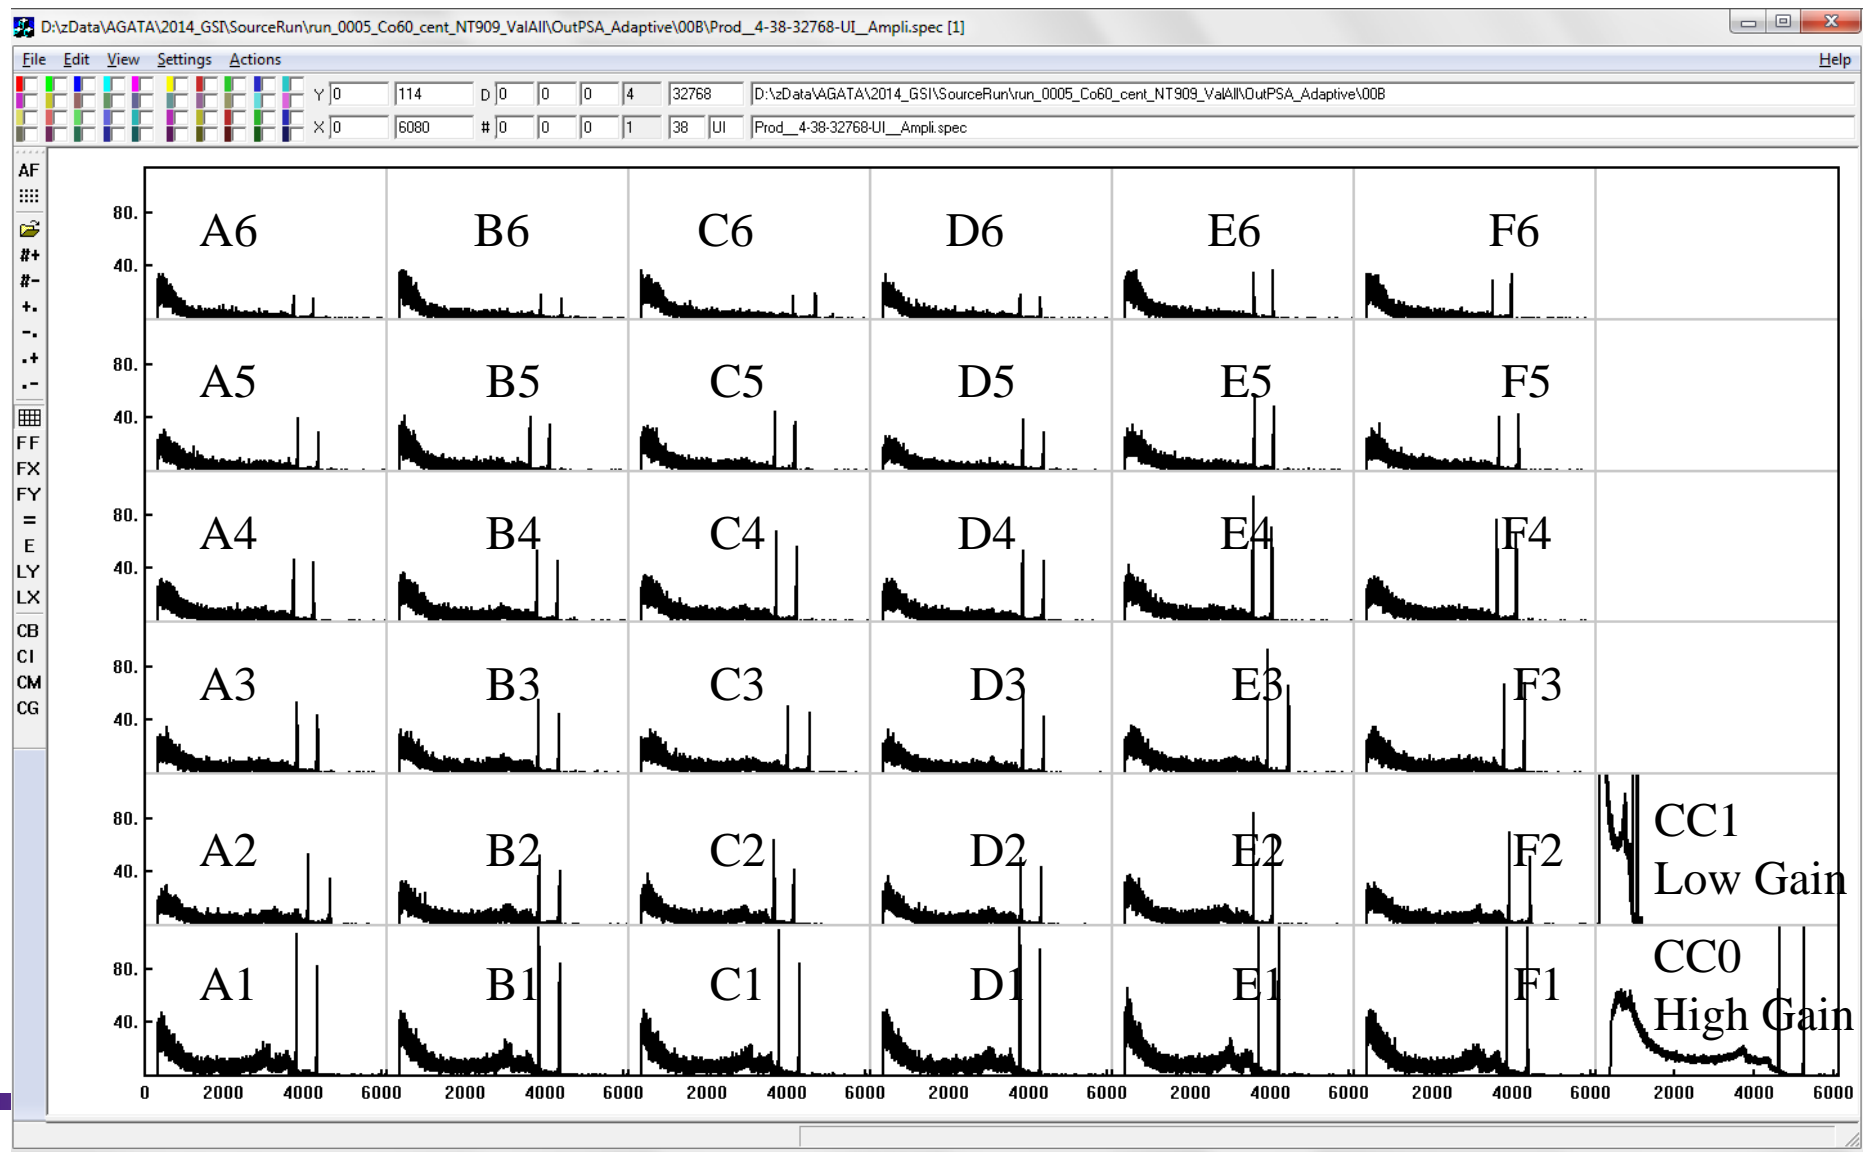 D:\zData\AGATA\2014_GSI\SourceRun\run_0005_Co60_cent_NT909_ValAll\OutPSA_Adaptive\00B\Prod__4-38-32768-UI__Ampli.spec [1]
File Edit View Settings Actions Help
Y 0 114 D 0 0 0 4 32768 D:\zData\AGATA\2014_GSI\SourceRun\run_0005_Co60_cent_NT909_ValAll\OutPSA_Adaptive\00B
X 0 6080 # 0 0 0 1 38 UI Prod__4-38-32768-UI__Ampli.spec
AF
#+
#-
+.
-.
.+
.-
FF
FX
FY
=
E
LY
LX
CB
CI
CM
CG
80. A6 B6 C6 D6 E6 F6
40.
80. A5 B5 C5 D5 E5 F5
40.
80. A4 B4 C4 D4 E4 F4
40.
80. A3 B3 C3 D3 E3 F3
40.
80. A2 B2 C2 D2 E2 F2 CC1
40. Low Gain
80. A1 B1 C1 D1 E1 F1 CC0
40. High Gain
0 2000 4000 6000 2000 4000 6000 2000 4000 6000 2000 4000 6000 2000 4000 6000 2000 4000 6000 2000 4000 6000